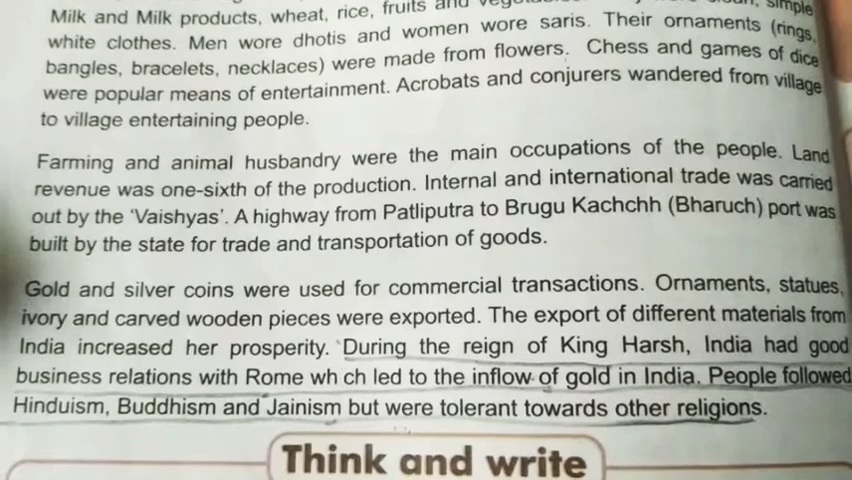 Milk and Milk products, wheat, rice, fruits and simple
white clothes. Men wore dhotis and women wore saris. Their ornaments (rings,
bangles, bracelets, necklaces) were made from flowers. Chess and games of dice
were popular means of entertainment. Acrobats and conjurers wandered from village
to village entertaining people.
Farming and animal husbandry were the main occupations of the people. Land
revenue was one-sixth of the production. Internal and international trade was carried
out by the 'Vaishyas'. A highway from Patliputra to Brugu Kachchh (Bharuch) port was
built by the state for trade and transportation of goods.
Gold and silver coins were used for commercial transactions. Ornaments, statues,
ivory and carved wooden pieces were exported. The export of different materials from
India increased her prosperity. During the reign of King Harsh, India had good
business relations with Rome wh ch led to the inflow of gold in India. People followed
Hinduism, Buddhism and Jainism but were tolerant towards other religions.
Think and write